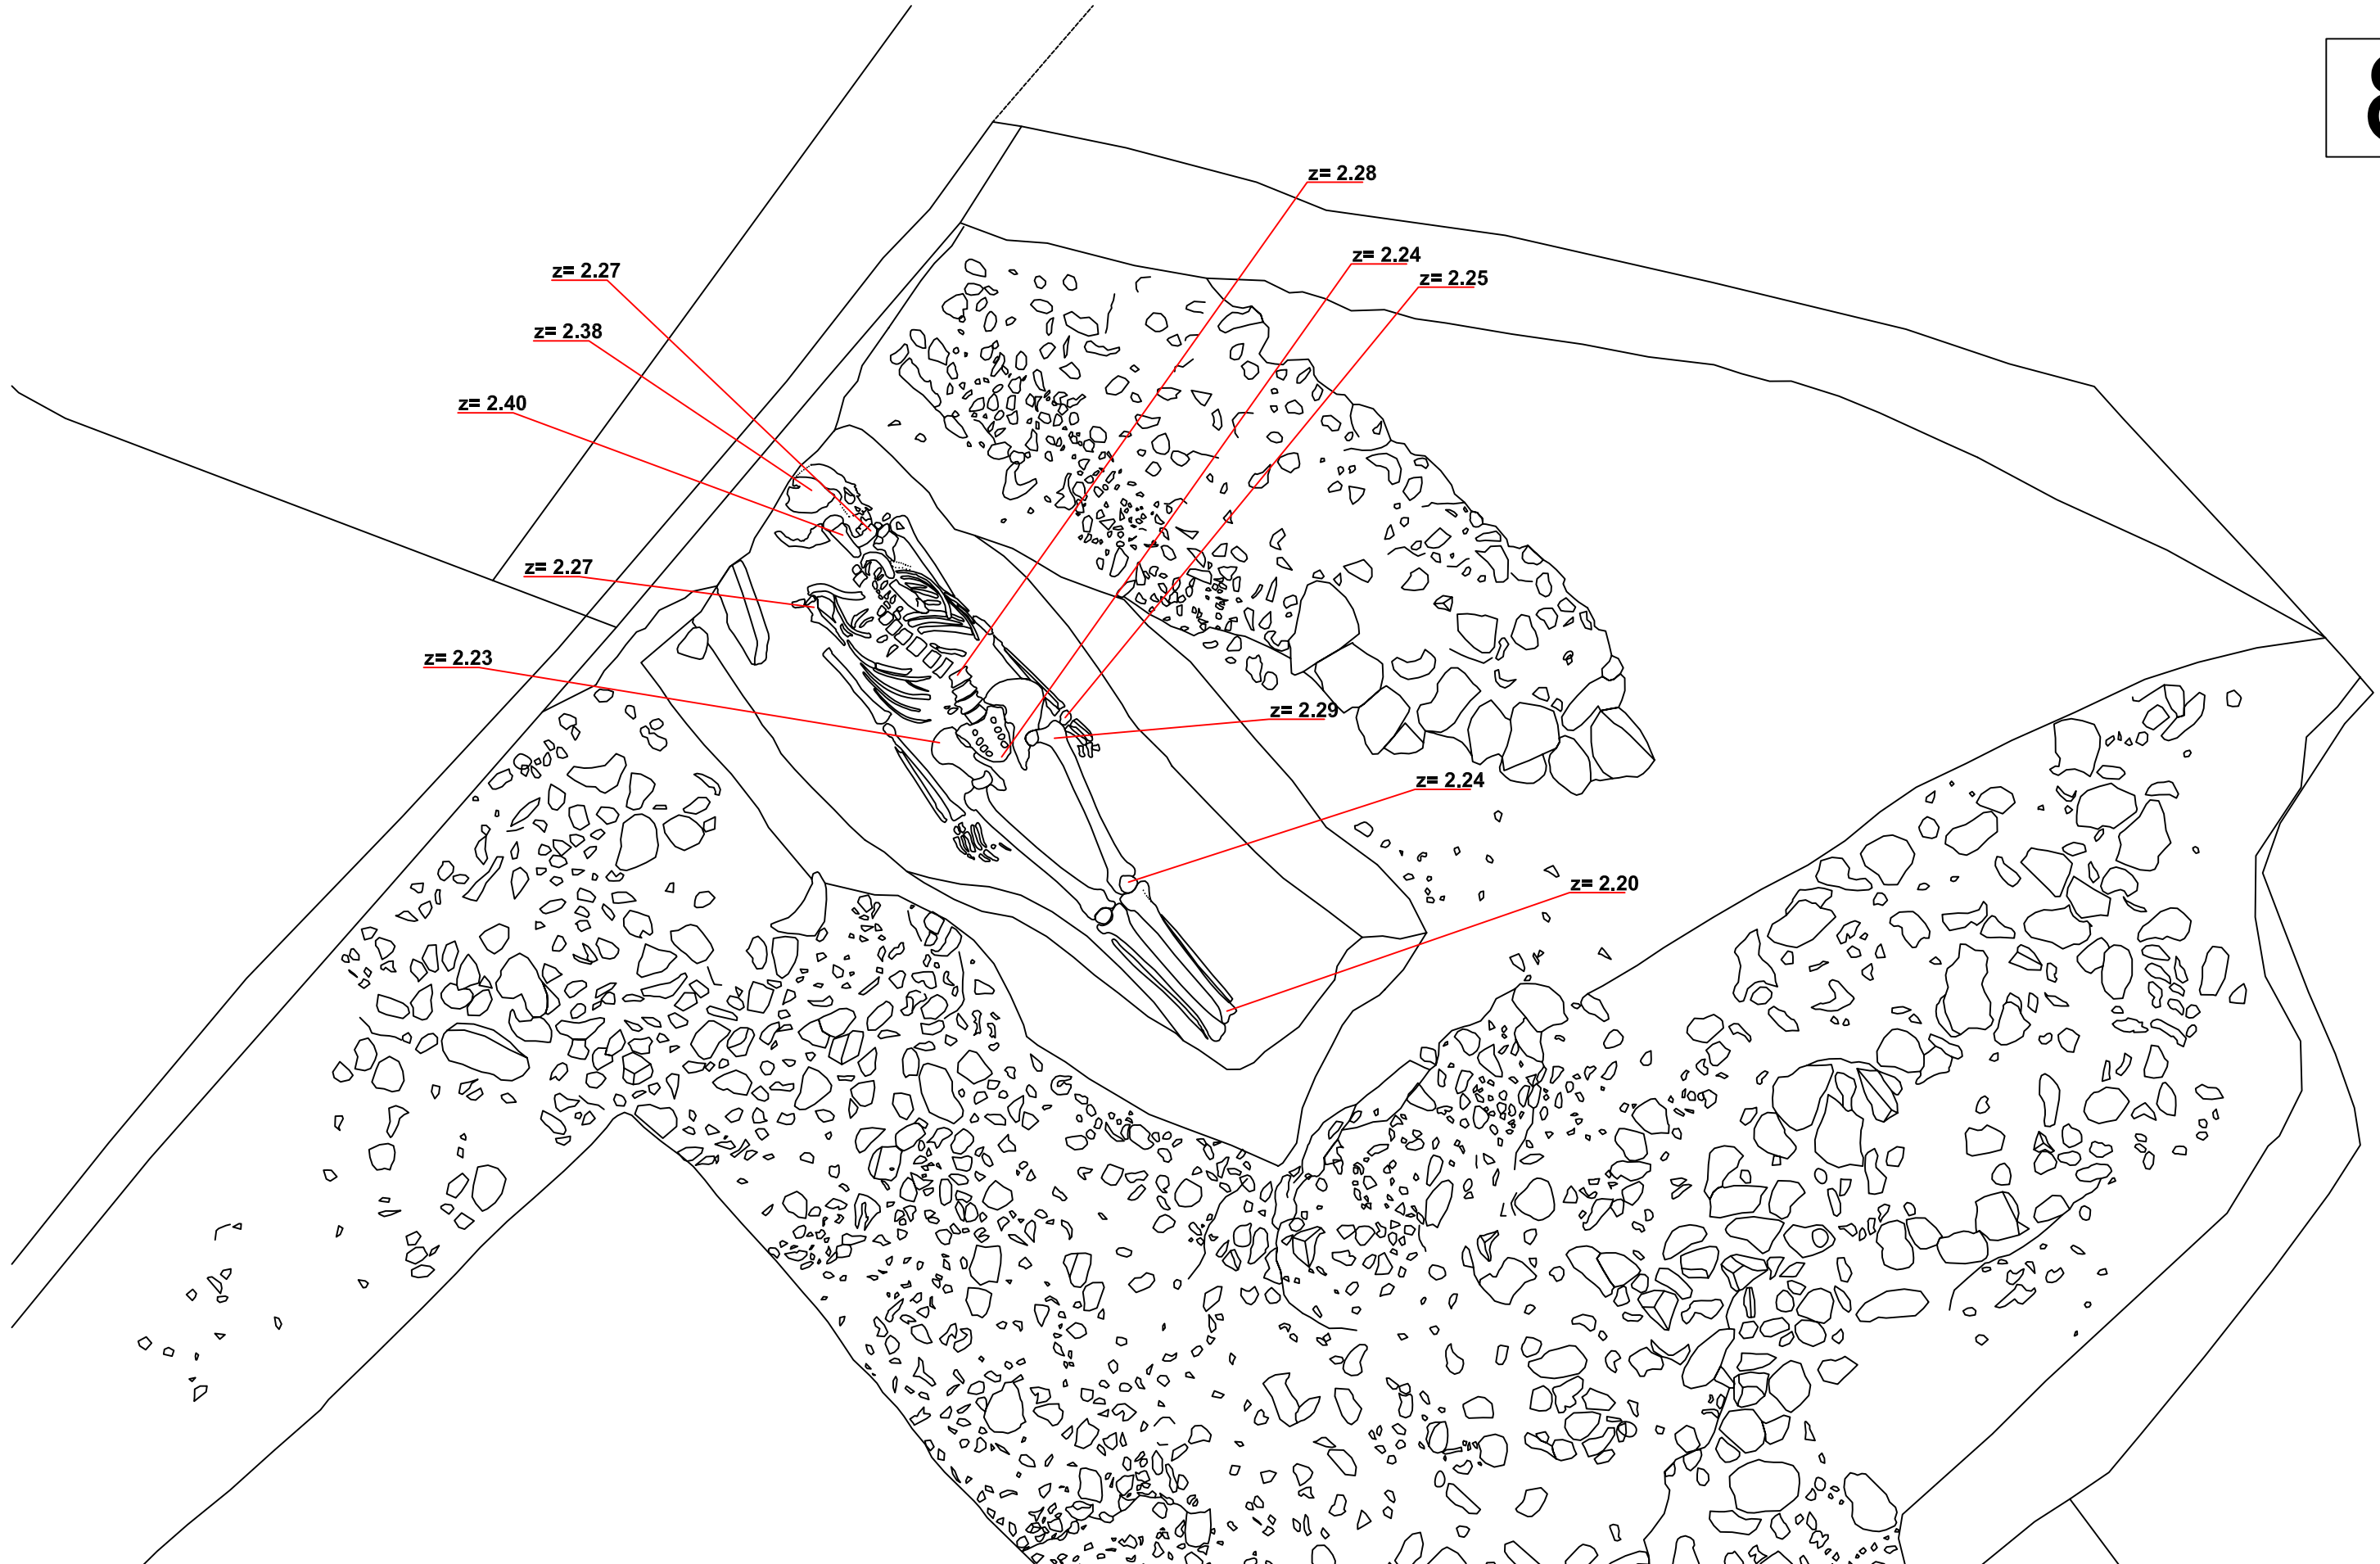 8
z= 2.28
z= 2.24
z= 2.27
z= 2.25
z= 2.38
z= 2.40
z= 2.27
z= 2.23
z= 2.29
z= 2.24
z= 2.20